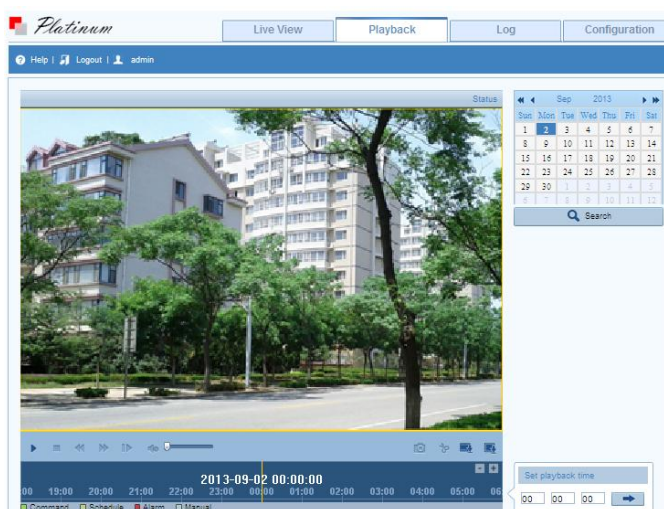 Platinum
Live View
Playback
Log
Configuration
Help | Logout | admin
Status
Sep 2013
Sun Mon Tue Wed Thu Fri Sat
1 2 3 4 5 6 7
8 9 10 11 12 13 14
15 16 17 18 19 20 21
22 23 24 25 26 27 28
29 30 1 2 3 4 5
6 7 8 9 10 11 12
Search
2013-09-02 00:00:00
:00 19:00 20:00 21:00 22:00 23:00 00:00 01:00 02:00 03:00 04:00 05:00 06
Command Schedule Alarm Manual
Set playback time
00 00 00